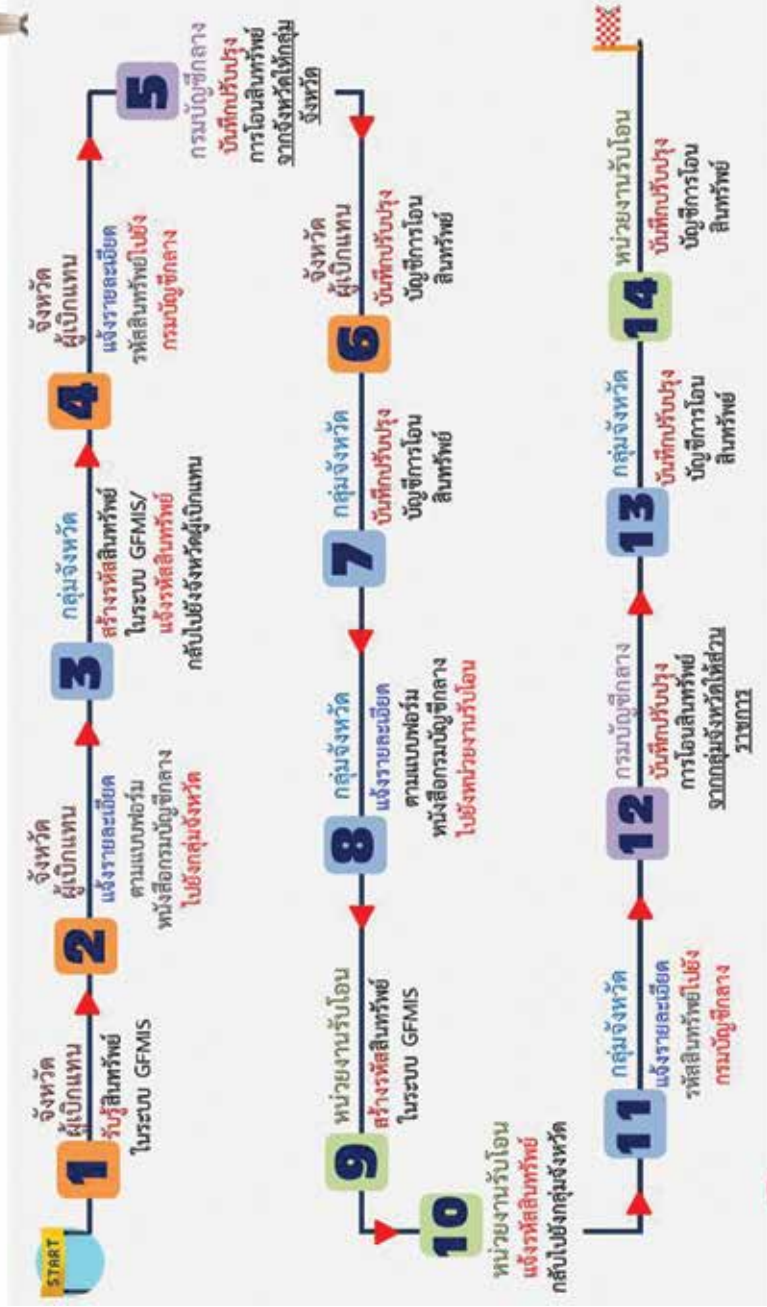 START
1
จังหวัด
ผู้เบิกแทน
รับรู้สินทรัพย์
ในระบบ GFMIS
2
จังหวัด
ผู้เบิกแทน
แจ้งรายละเอียด
ตามแบบฟอร์ม
หนังสือกรมบัญชีกลาง
ไปยังกลุ่มจังหวัด
3
กลุ่มจังหวัด
สร้างรหัสสินทรัพย์
ในระบบ GFMIS/
แจ้งรหัสสินทรัพย์
กลับไปยังจังหวัดผู้เบิกแทน
4
จังหวัด
ผู้เบิกแทน
แจ้งรายละเอียด
รหัสสินทรัพย์ไปยัง
กรมบัญชีกลาง
5
กรมบัญชีกลาง
บันทึกปรับปรุง
การโอนสินทรัพย์
จากจังหวัดให้กลุ่ม
จังหวัด
6
จังหวัด
ผู้เบิกแทน
บันทึกปรับปรุง
บัญชีการโอน
สินทรัพย์
7
กลุ่มจังหวัด
บันทึกปรับปรุง
บัญชีการโอน
สินทรัพย์
8
กลุ่มจังหวัด
แจ้งรายละเอียด
ตามแบบฟอร์ม
หนังสือกรมบัญชีกลาง
ไปยังหน่วยงานรับโอน
9
หน่วยงานรับโอน
สร้างรหัสสินทรัพย์
ในระบบ GFMIS
10
หน่วยงานรับโอน
แจ้งรหัสสินทรัพย์
กลับไปยังกลุ่มจังหวัด
11
กลุ่มจังหวัด
แจ้งรายละเอียด
รหัสสินทรัพย์ไปยัง
กรมบัญชีกลาง
12
กรมบัญชีกลาง
บันทึกปรับปรุง
การโอนสินทรัพย์
จากกลุ่มจังหวัดให้ส่วน
ราชการ
13
กลุ่มจังหวัด
บันทึกปรับปรุง
บัญชีการโอน
สินทรัพย์
14
หน่วยงานรับโอน
บันทึกปรับปรุง
บัญชีการโอน
สินทรัพย์